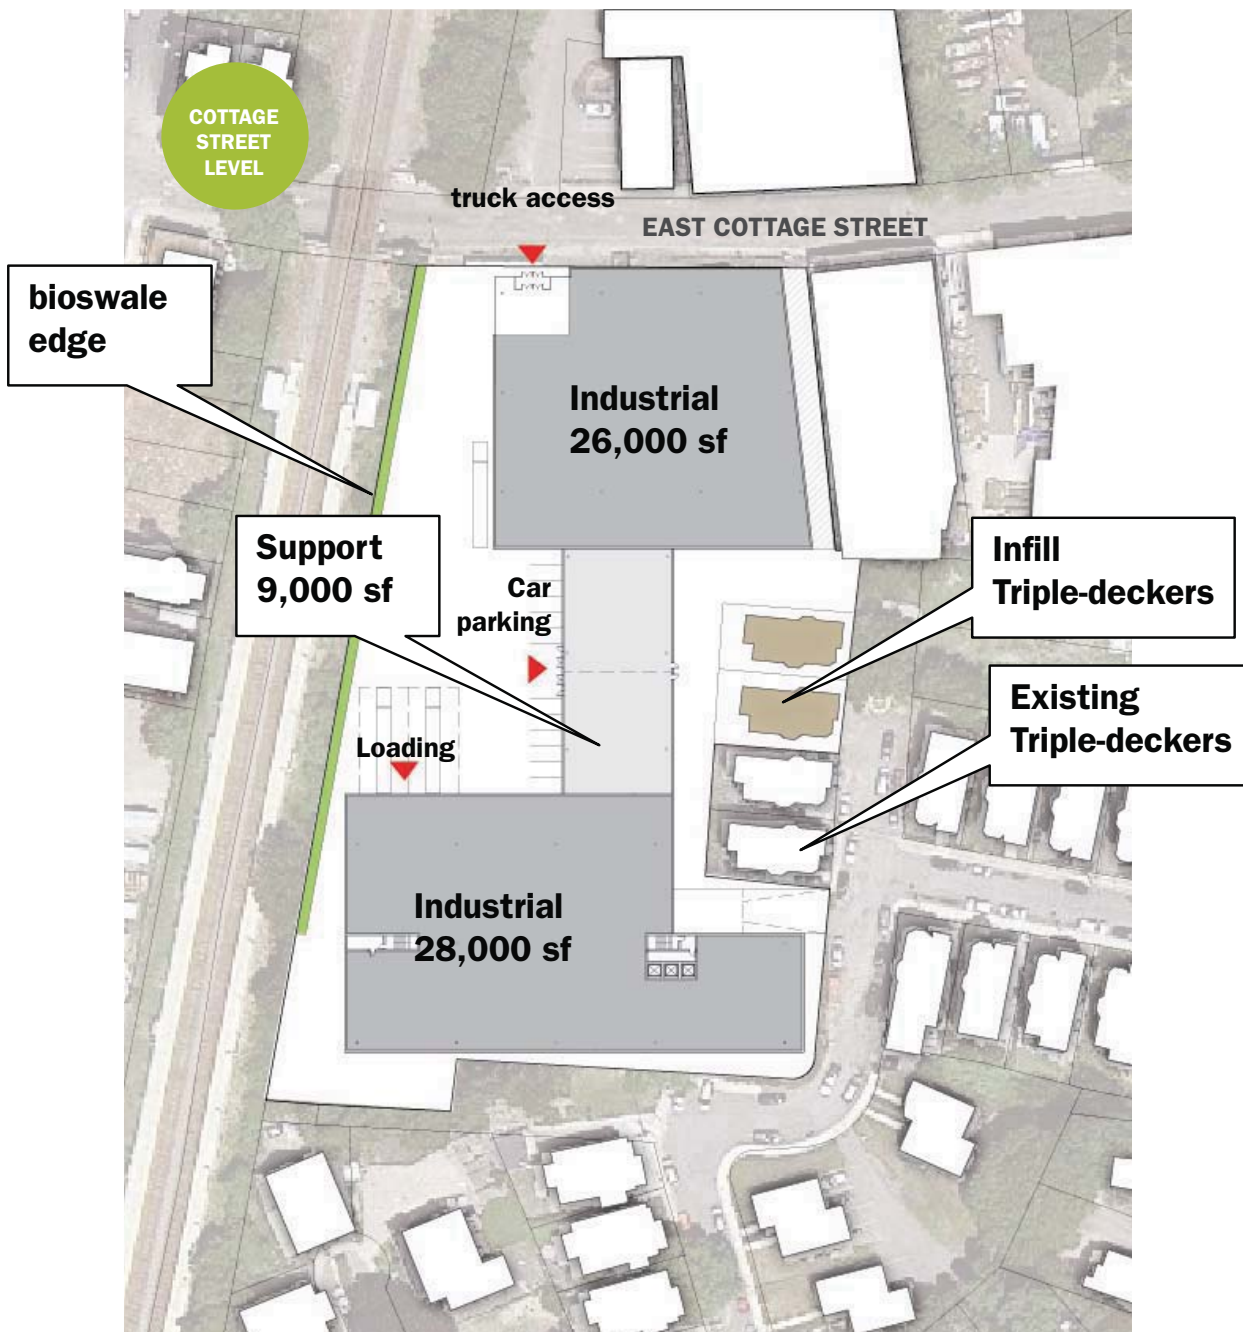 COTTAGE
STREET
LEVEL
truck access
EAST COTTAGE STREET
bioswale
edge
Industrial
26,000 sf
Support
9,000 sf
Car
parking
Infill
Triple-deckers
Existing
Triple-deckers
Loading
Industrial
28,000 sf